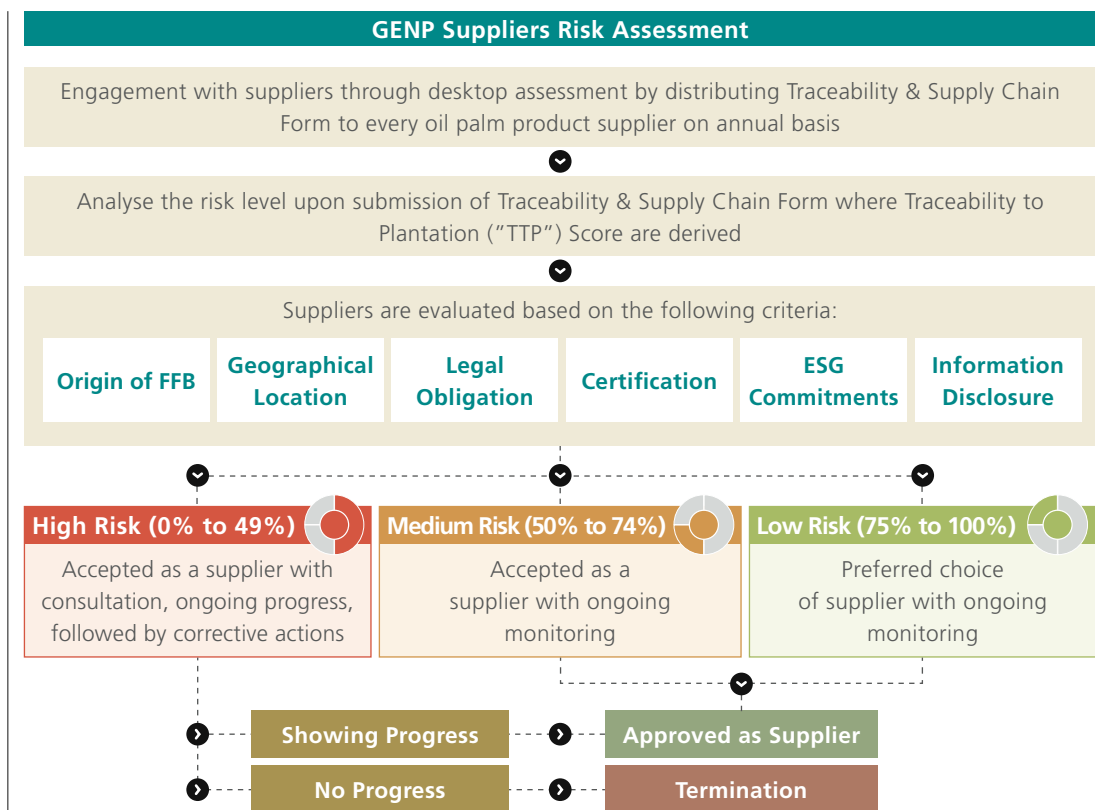 GENP Suppliers Risk Assessment
Engagement with suppliers through desktop assessment by distributing Traceability & Supply Chain
Form to every oil palm product supplier on annual basis
Analyse the risk level upon submission of Traceability & Supply Chain Form where Traceability to
Plantation (”TTP”) Score are derived
Suppliers are evaluated based on the following criteria:
Origin of FFB
Geographical
Location
Legal
Obligation
Certification
ESG
Commitments
Information
Disclosure
High Risk (0% to 49%)
Accepted as a supplier with
consultation, ongoing progress,
followed by corrective actions
Medium Risk (50% to 74%)
Accepted as a
supplier with ongoing
monitoring
Low Risk (75% to 100%)
Preferred choice
of supplier with ongoing
monitoring
Showing Progress
Approved as Supplier
No Progress
Termination